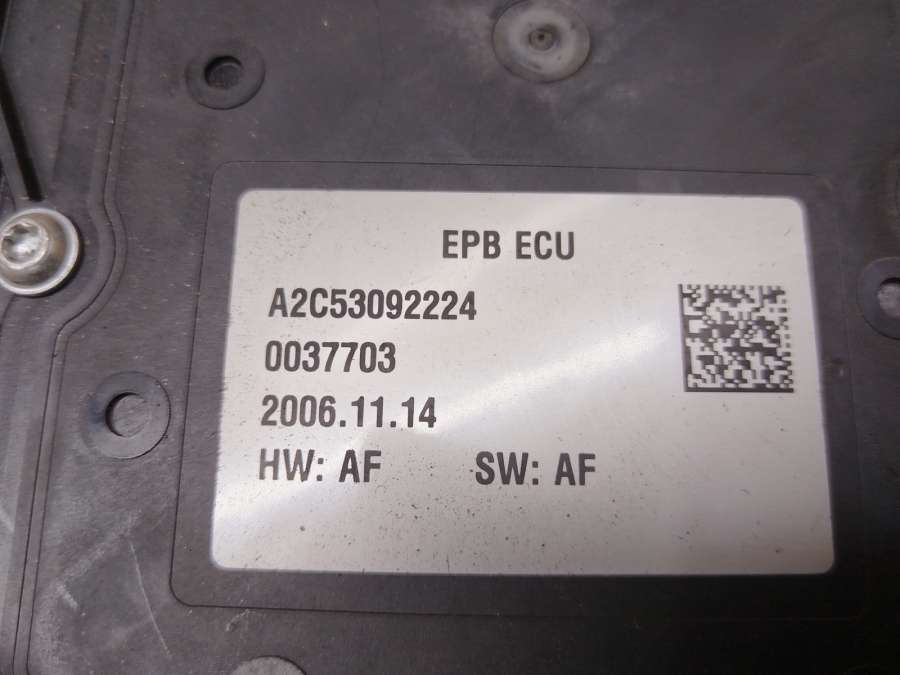 EPB ECU
A2C53092224
0037703
2006.11.14
HW: AF SW: AF